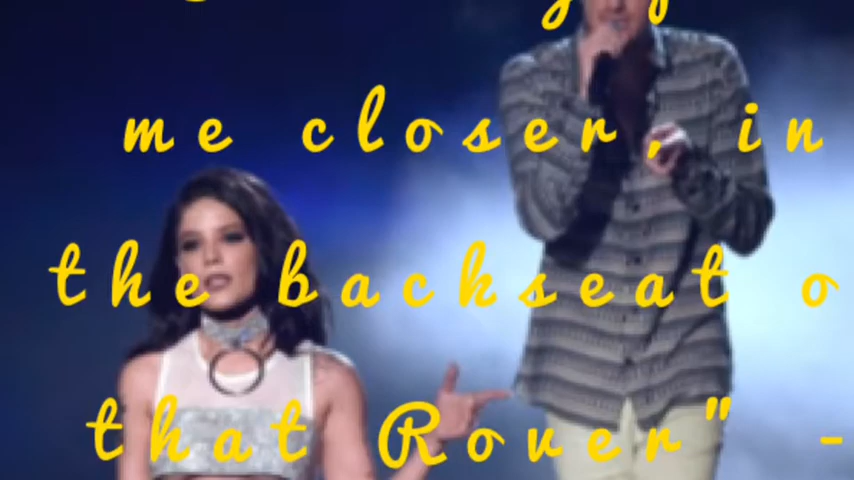 me closer, in
the backseat o
that Rover" -